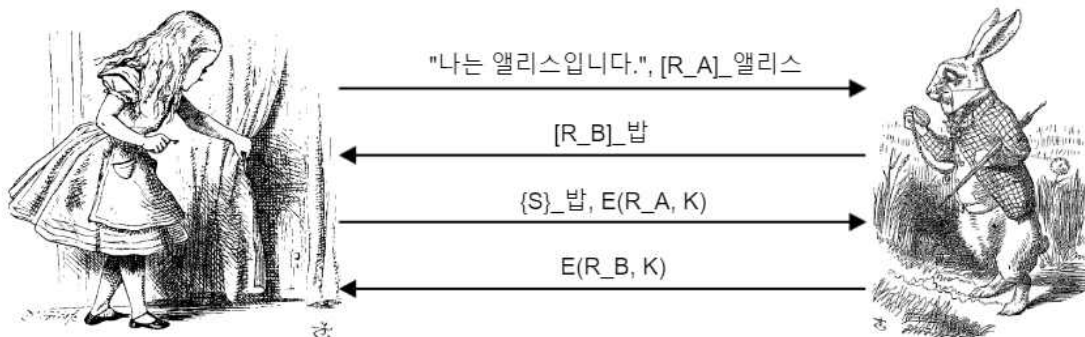 "나는 앨리스입니다.", [R_A]_앨리스
[R_B]_밥
{S}_밥, E(R_A, K)
E(R_B, K)